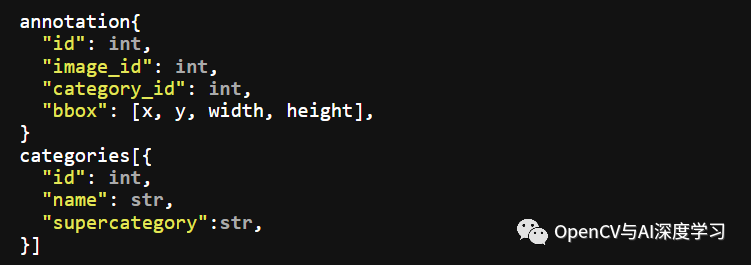 annotation{
  "id": int,
  "image_id": int,
  "category_id": int,
  "bbox": [x, y, width, height],
}
categories[{
  "id": int,
  "name": str,
  "supercategory":str,
}]
OpenCV与AI深度学习